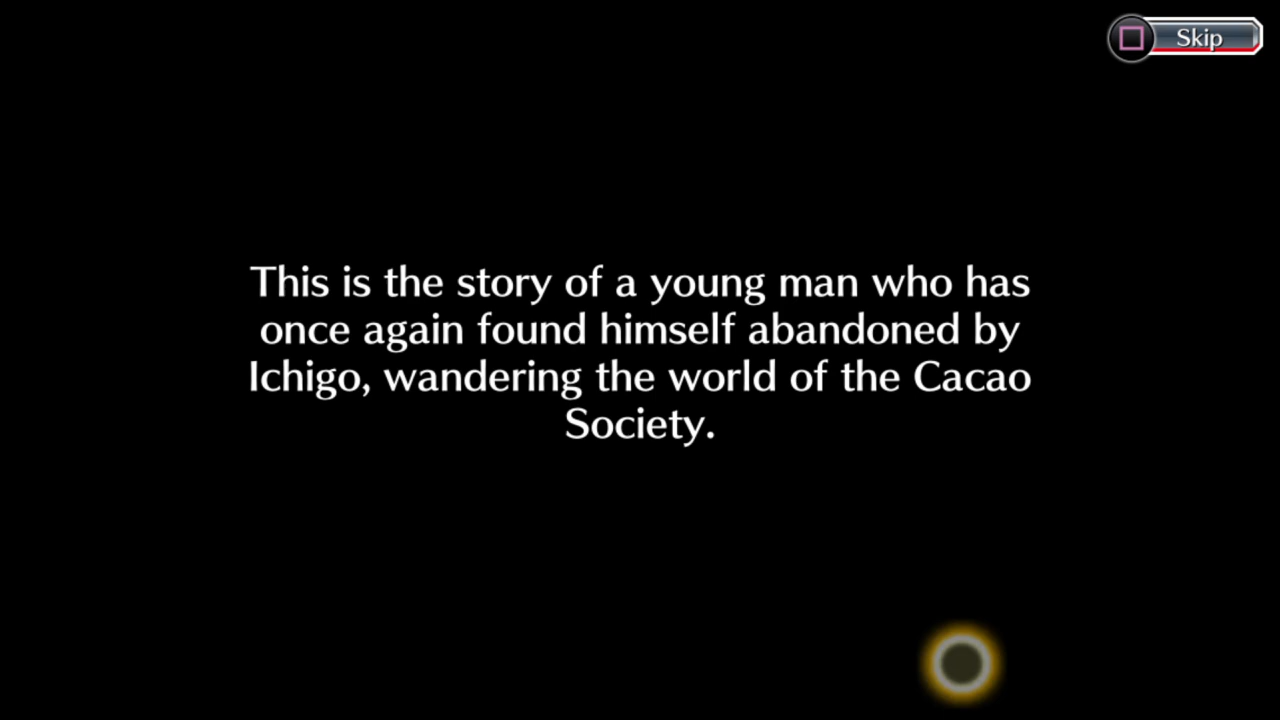 Skip
This is the story of a young man who has
once again found himself abandoned by
Ichigo, wandering the world of the Cacao
Society.